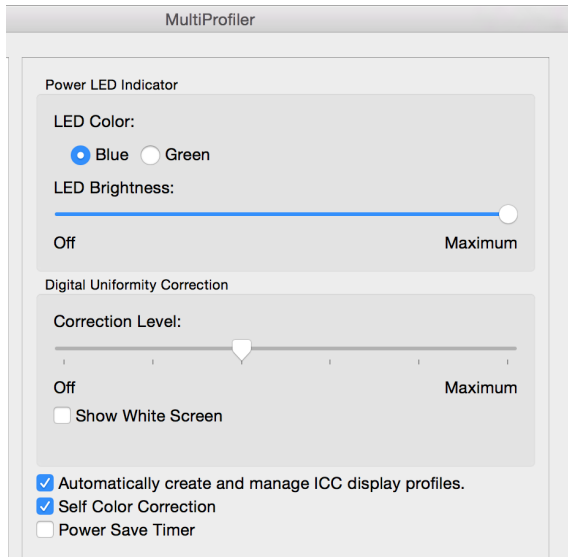 MultiProfiler
Power LED Indicator
LED Color:
Blue Green
LED Brightness:
Off Maximum
Digital Uniformity Correction
Correction Level:
Off Maximum
Show White Screen
Automatically create and manage ICC display profiles.
Self Color Correction
Power Save Timer